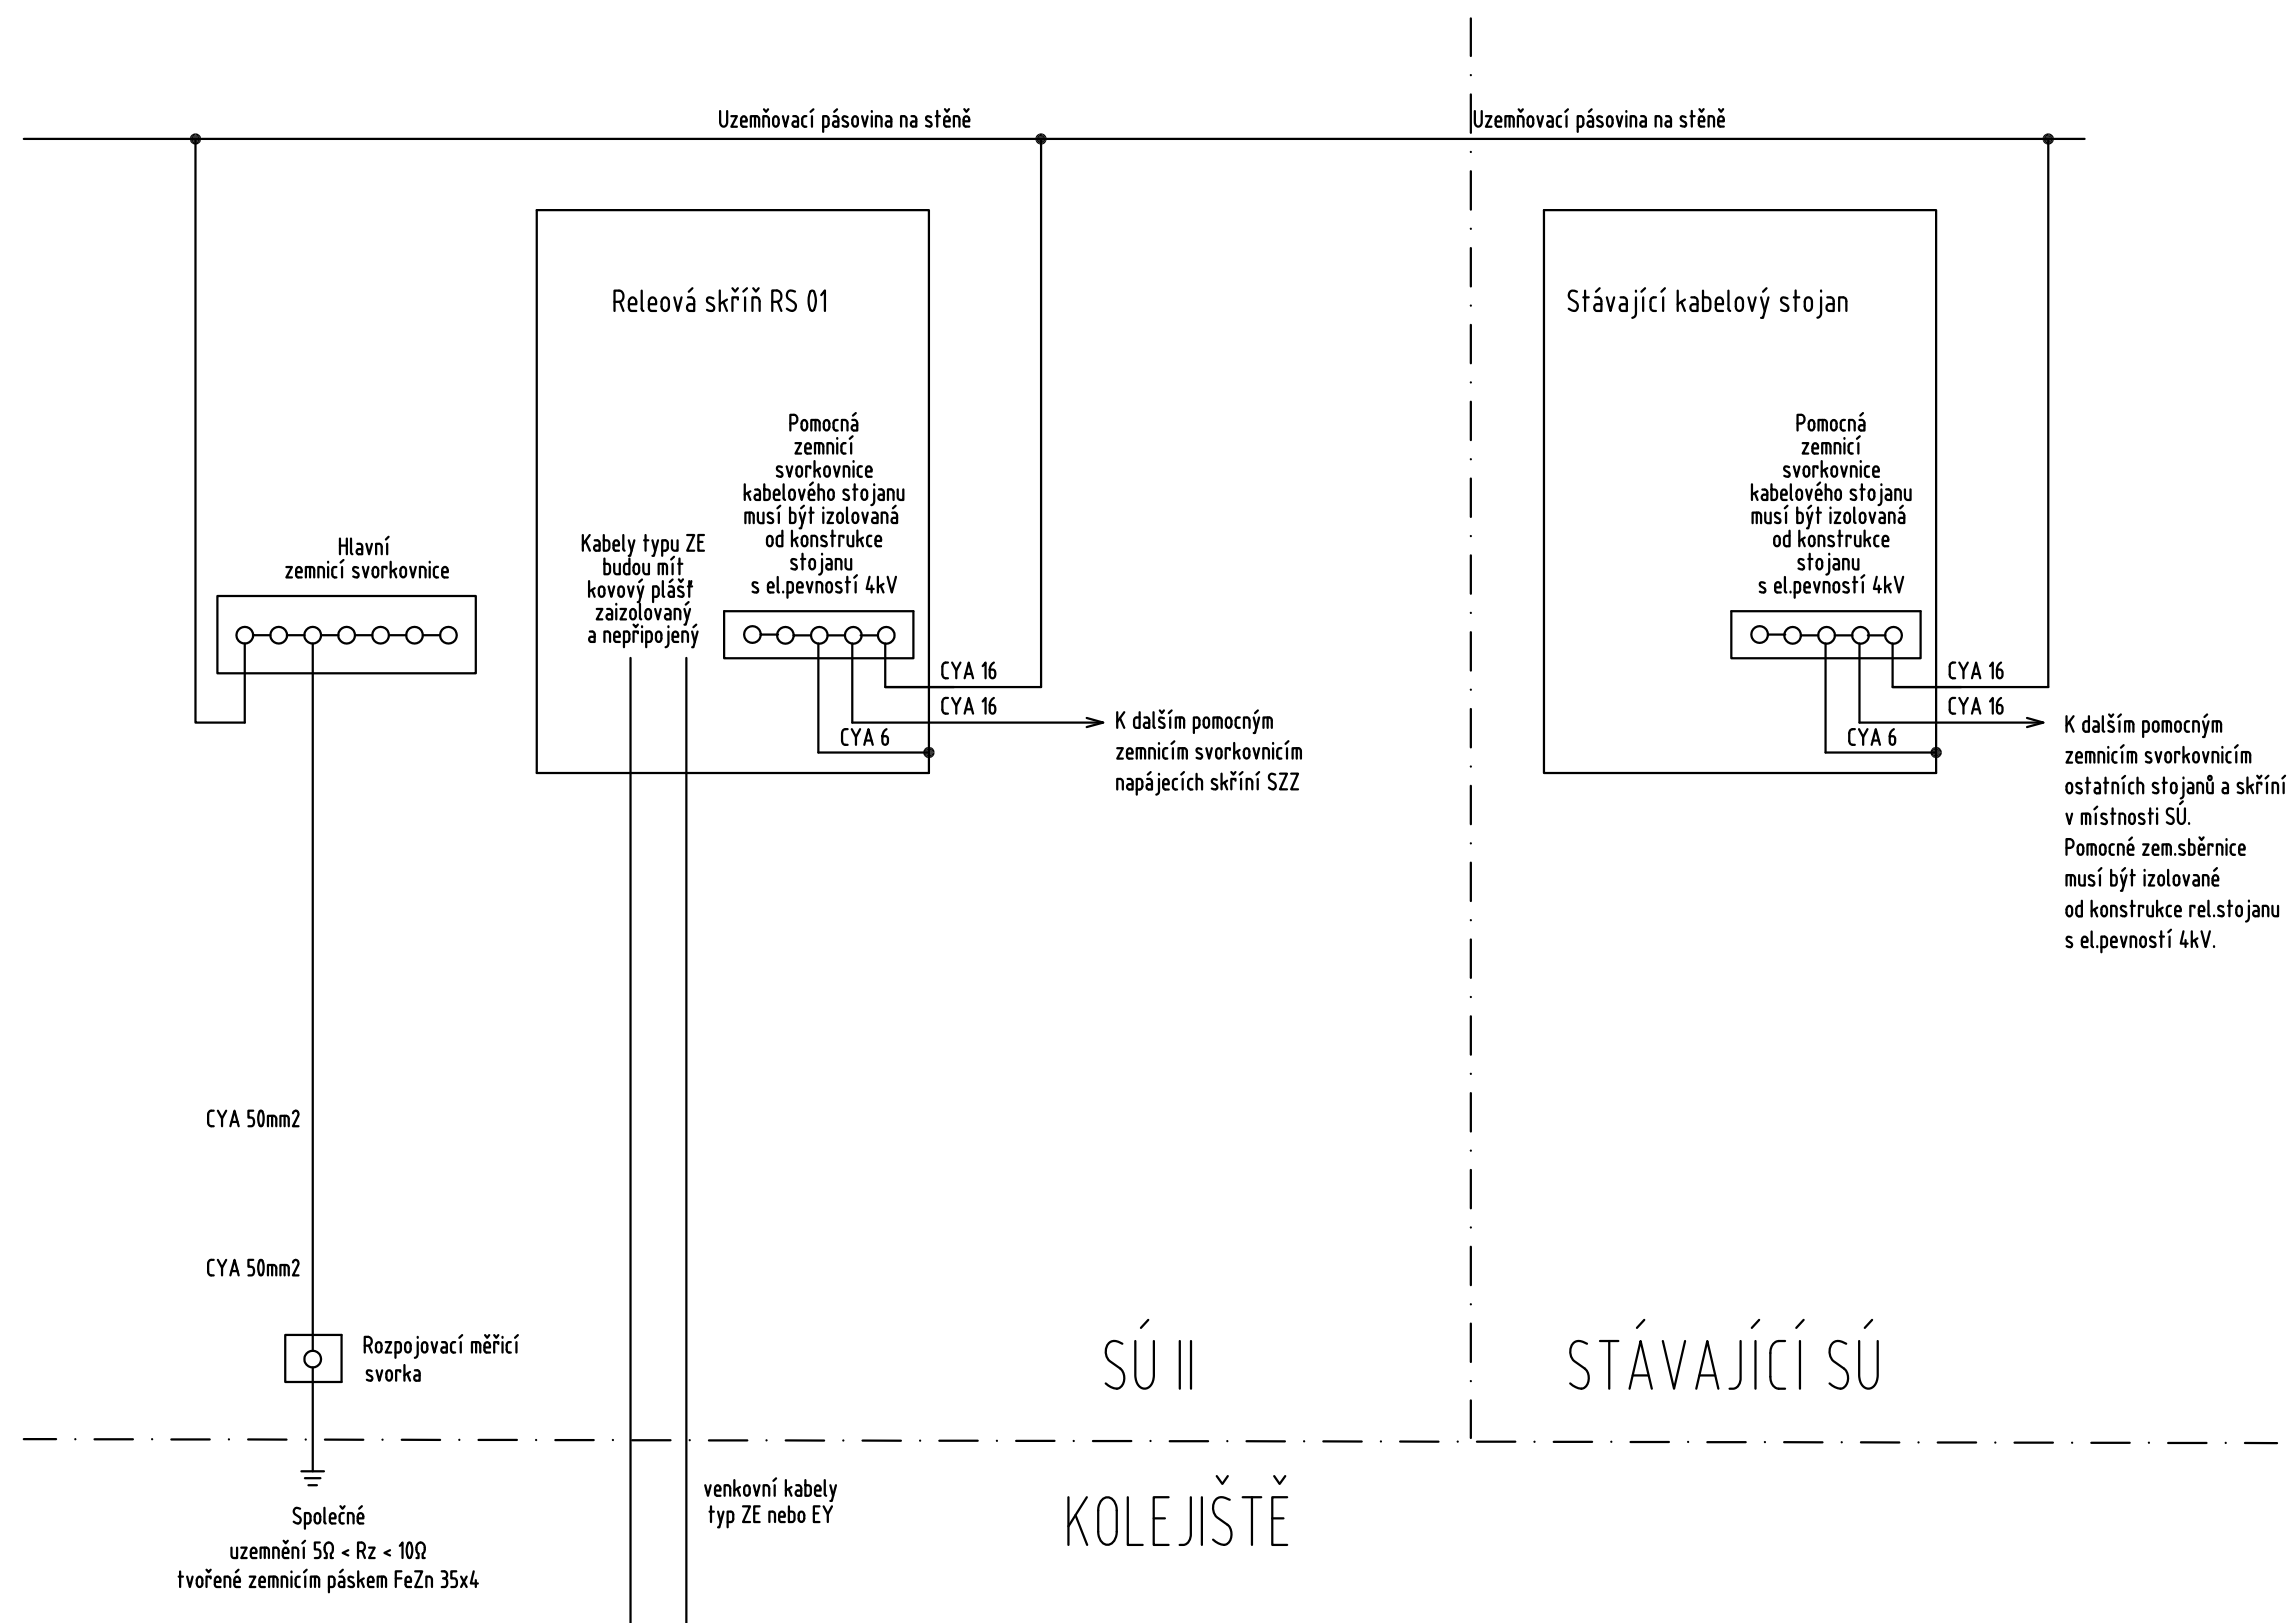 Uzemňovací pásovina na stěně
Uzemňovací pásovina na stěně
Releová skříň RS 01
Stávající kabelový stojan
Hlavní
zemnicí svorkovnice
Kabely typu ZE
budou mít
kovový plášť
zaizolovaný
a nepřipojený
Pomocná
zemnicí
svorkovnice
kabelového stojanu
musí být izolovaná
od konstrukce
stojanu
s el.pevností 4kV
CYA 16
CYA 16
CYA 6
K dalším pomocným
zemnicím svorkovnicím
napájecích skříní SZZ
Pomocná
zemnicí
svorkovnice
kabelového stojanu
musí být izolovaná
od konstrukce
stojanu
s el.pevností 4kV
CYA 16
CYA 16
CYA 6
K dalším pomocným
zemnicím svorkovnicím
ostatních stojanů a skříní
v místnosti SÚ.
Pomocné zem.sběrnice
musí být izolované
od konstrukce rel.stojanu
s el.pevností 4kV.
CYA 50mm2
CYA 50mm2
Rozpojovací měřicí
svorka
SÚ II
STÁVAJÍCÍ SÚ
KOLEJIŠTĚ
venkovní kabely
typ ZE nebo EY
Společné
uzemnění 5Ω < Rz < 10Ω
tvořené zemnicím páskem FeZn 35x4